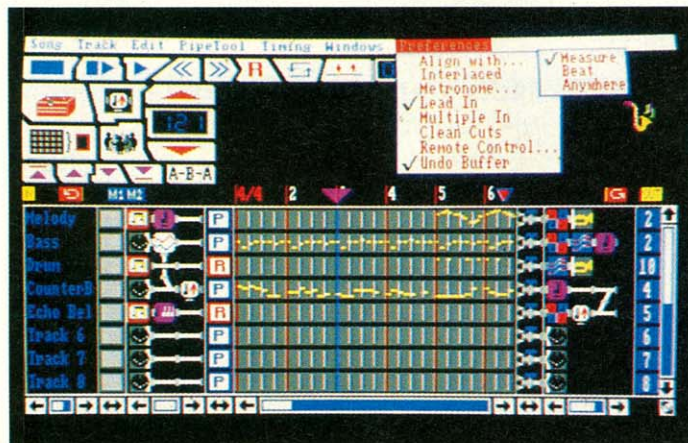 Song Track Edit PipeTool Timing Windows Preferences
Align with...
Interlaced
Metronome...
Lead In
Multiple In
Clean Cuts
Remote Control...
Undo Buffer
Measure
Beat
Anywhere
R
121
A-B-A
M1 M2
4/4 2 4 5 6
Melody P 2
Bass P 2
Drum R 10
CounterB P 4
Echo Del R 5
Track 6 P 6
Track 7 P 7
Track 8 P 8